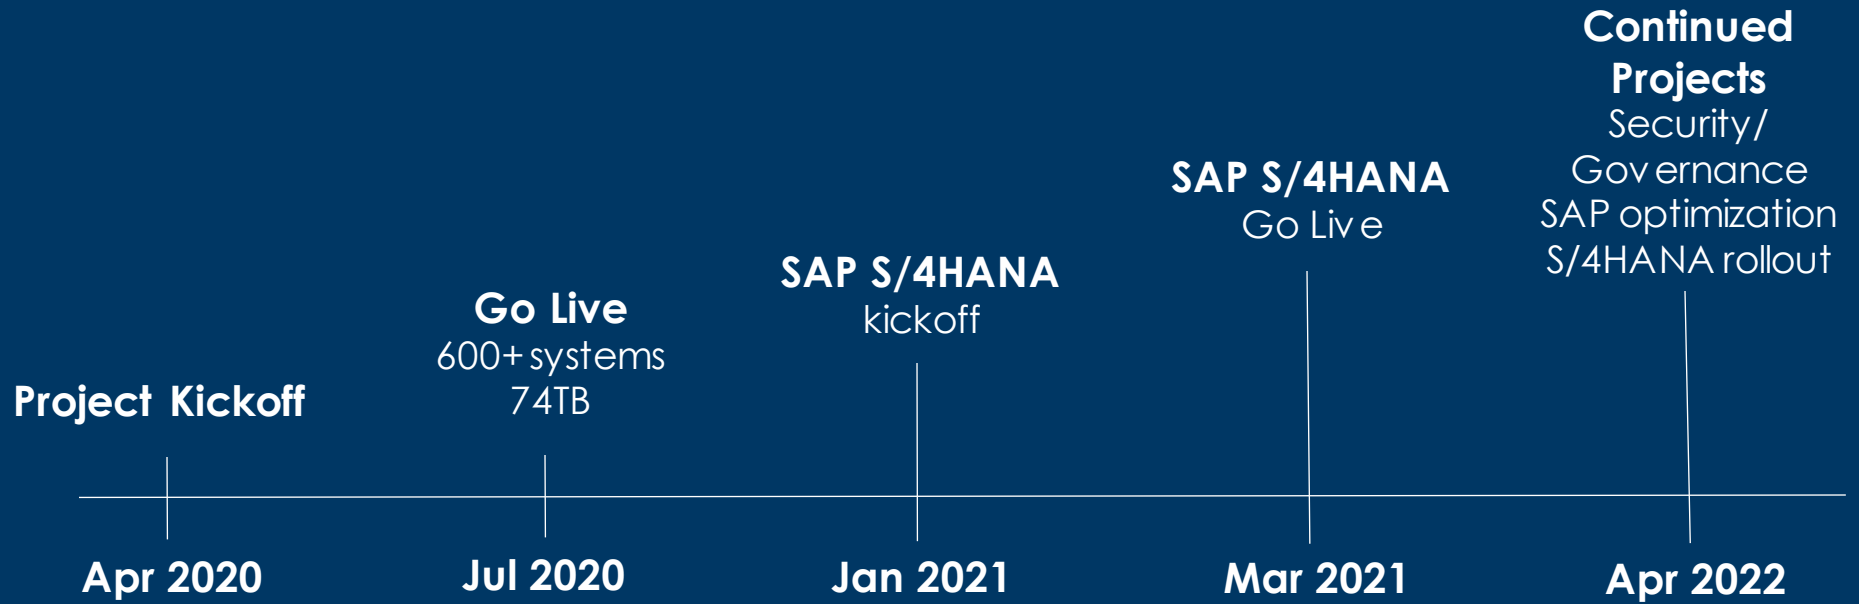 Project Kickoff
Apr 2020
Go Live
600+ systems
74TB
Jul 2020
SAP S/4HANA
kickoff
Jan 2021
SAP S/4HANA
Go Live
Mar 2021
Continued
Projects
Security/
Governance
SAP optimization
S/4HANA rollout
Apr 2022